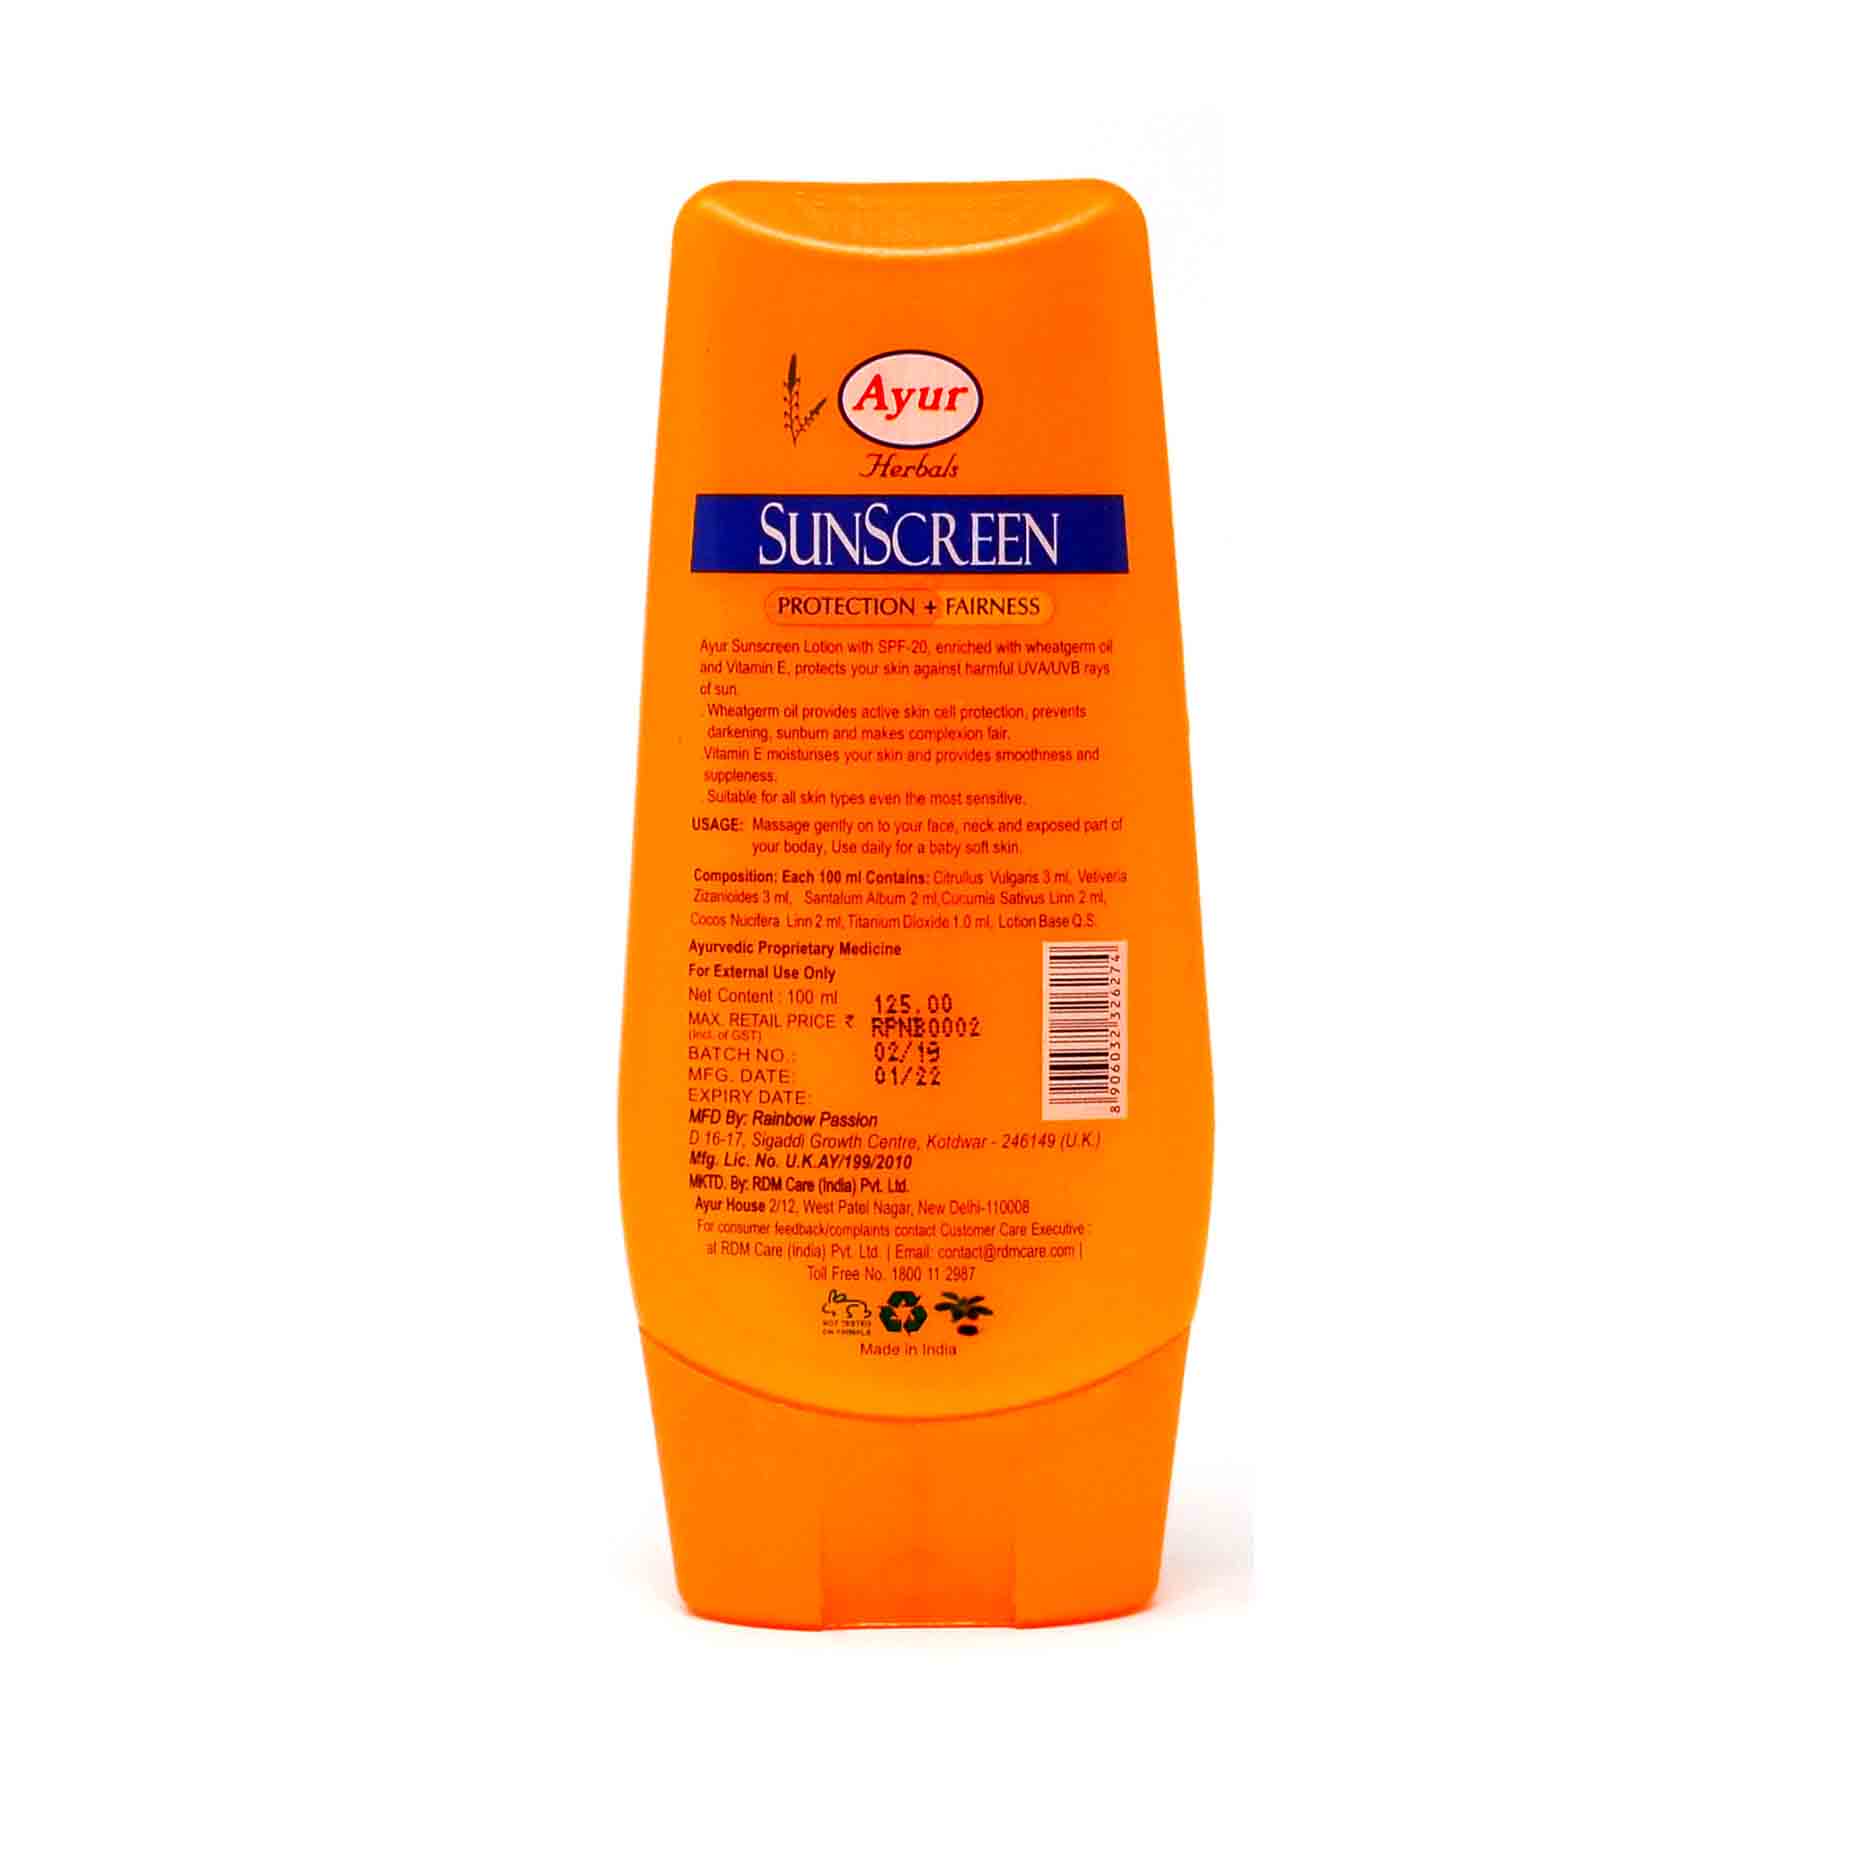 Ayur
Herbals
SUNSCREEN
PROTECTION + FAIRNESS
Ayur Sunscreen Lotion with SPF-20, enriched with wheatgerm oil
and Vitamin E, protects your skin against harmful UVA/UVB rays
of sun.
. Wheatgerm oil provides active skin cell protection, prevents
darkening, sunburn and makes complexion fair.
.Vitamin E moisturises your skin and provides smoothness and
suppleness.
. Suitable for all skin types even the most sensitive.
USAGE: Massage gently on to your face, neck and exposed part of
your boday, Use daily for a baby soft skin.
Composition: Each 100 ml Contains: Citrullus Vulgaris 3 ml, Vetiveria
Zizanioides 3 ml, Santalum Album 2 ml, Cucumis Sativus Linn 2 ml,
Cocos Nucifera Linn 2 ml, Titanium Dioxide 1.0 ml, Lotion Base Q.S.
Ayurvedic Proprietary Medicine
For External Use Only
Net Content : 100 ml
MAX. RETAIL PRICE ₹ 125.00
(Incl. of GST)
BATCH NO.: RPNB0002
MFG. DATE: 02/19
EXPIRY DATE: 01/22
8906032326274
MFD By: Rainbow Passion
D 16-17, Sigaddi Growth Centre, Kotdwar - 246149 (U.K.)
Mfg. Lic. No. U.K.AY/199/2010
MKTD. By: RDM Care (India) Pvt. Ltd.
Ayur House 2/12, West Patel Nagar, New Delhi-110008
For consumer feedback/complaints contact Customer Care Executive :
at RDM Care (India) Pvt. Ltd. | Email: contact@rdmcare.com |
Toll Free No. 1800 11 2987
NOT TESTED
ON ANIMALS
Made in India